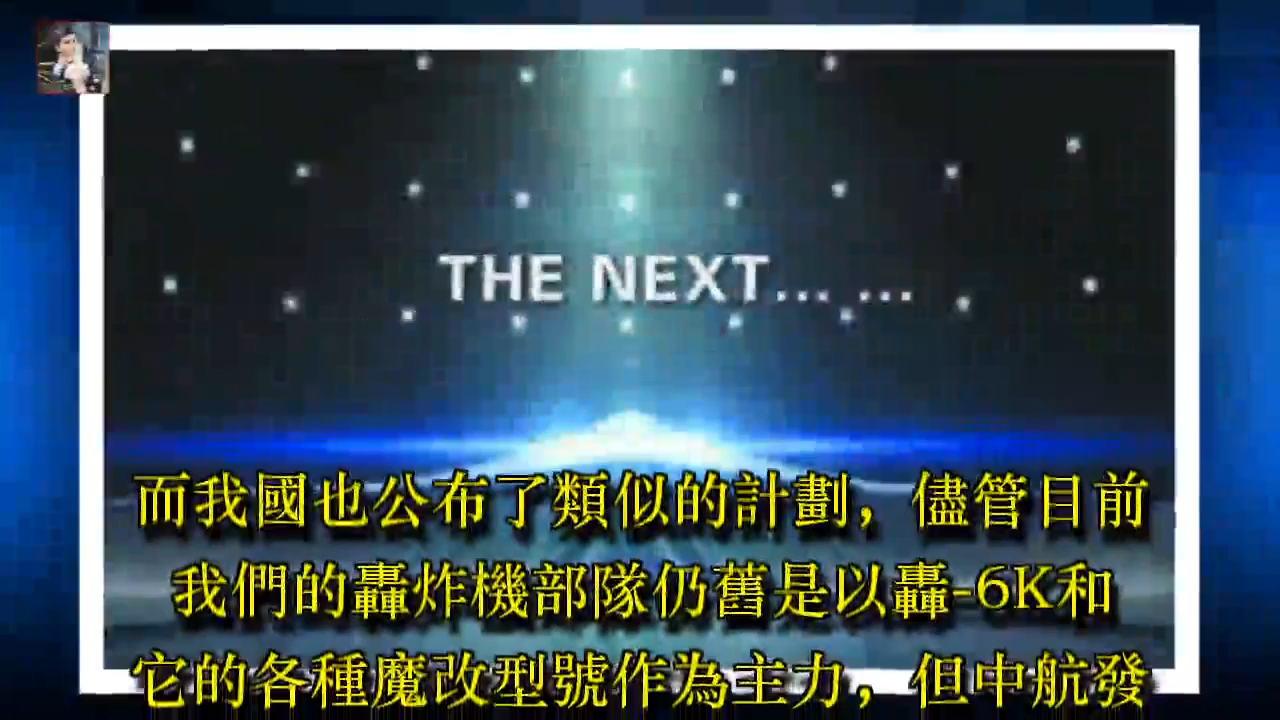 THE NEXT... ...
而我國也公布了類似的計劃，儘管目前
我們的轟炸機部隊仍舊是以轟-6K和
它的各種魔改型號作為主力，但中航發